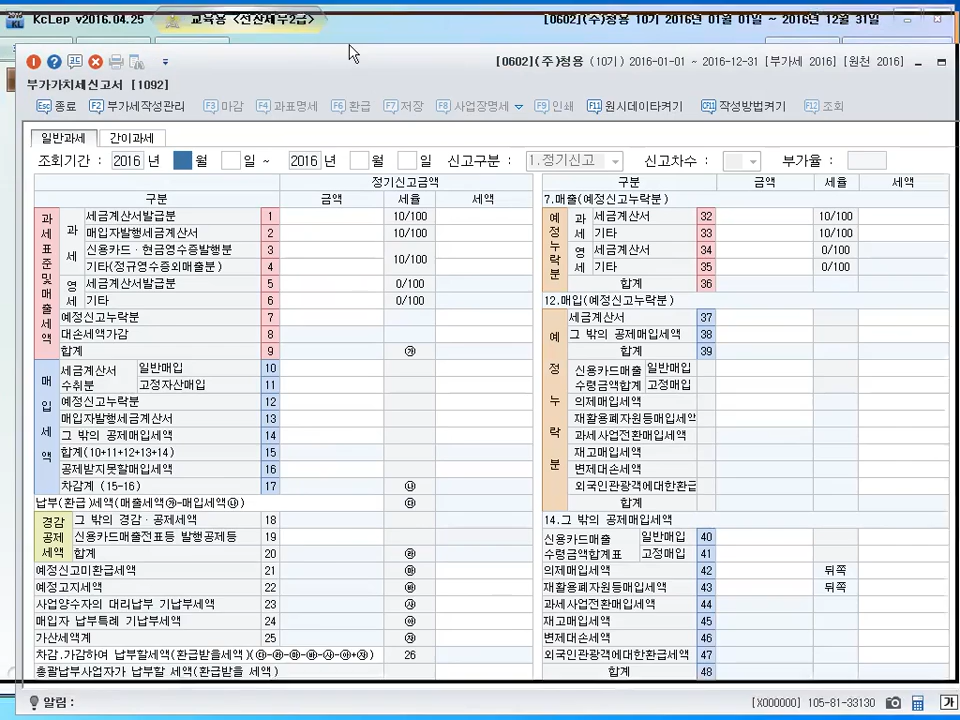 KcLep v2016.04.25 교육용 <전산세무2급> [0602](주)청용 10기 2016년 01월 01일 ~ 2016년 12월 31일
[0602](주)청용 (10기) 2016-01-01 ~ 2016-12-31 [부가세 2016] [원천 2016]
부가가치세신고서 [1092]
Esc 종료 F2 부가세작성관리 F3 마감 F4 과표명세 F6 환급 F7 저장 F8 사업장명세 F9 인쇄 F11 원시데이타켜기 CF11 작성방법켜기 F12 조회
일반과세 간이과세
조회기간 : 2016 년 월 일 ~ 2016 년 월 일 신고구분 : 1.정기신고 신고차수 : 부가율 :
정기신고금액
구분 금액 세율 세액
과세표준및매출세액
과세
세금계산서발급분 1 10/100
매입자발행세금계산서 2 10/100
신용카드·현금영수증발행분 3
10/100
기타(정규영수증외매출분) 4
영세
세금계산서발급분 5 0/100
기타 6 0/100
예정신고누락분 7
대손세액가감 8
합계 9 ㉮
매입세액
세금계산서 수취분
일반매입 10
고정자산매입 11
예정신고누락분 12
매입자발행세금계산서 13
그 밖의 공제매입세액 14
합계(10+11+12+13+14) 15
공제받지못할매입세액 16
차감계 (15-16) 17 ㉯
납부(환급)세액(매출세액㉮-매입세액㉯) ㉰
경감공제세액
그 밖의 경감·공제세액 18
신용카드매출전표등 발행공제등 19
합계 20 ㉱
예정신고미환급세액 21 ㉲
예정고지세액 22 ㉳
사업양수자의 대리납부 기납부세액 23 ㉴
매입자 납부특례 기납부세액 24 ㉵
가산세액계 25 ㉶
차감.가감하여 납부할세액(환급받을세액)(㉰-㉱-㉲-㉳-㉴-㉵+㉶) 26
총괄납부사업자가 납부할 세액(환급받을 세액)
구분 금액 세율 세액
7.매출(예정신고누락분)
예정누락분
과세
세금계산서 32 10/100
기타 33 10/100
영세
세금계산서 34 0/100
기타 35 0/100
합계 36
12.매입(예정신고누락분)
예정누락분
세금계산서 37
그 밖의 공제매입세액 38
합계 39
신용카드매출 수령금액합계
일반매입
고정매입
의제매입세액
재활용폐자원등매입세액
과세사업전환매입세액
재고매입세액
변제대손세액
외국인관광객에대한환급
합계
14.그 밖의 공제매입세액
신용카드매출 수령금액합계표
일반매입 40
고정매입 41
의제매입세액 42 뒤쪽
재활용폐자원등매입세액 43 뒤쪽
과세사업전환매입세액 44
재고매입세액 45
변제대손세액 46
외국인관광객에대한환급세액 47
합계 48
알림 : [X000000] 105-81-33130 가